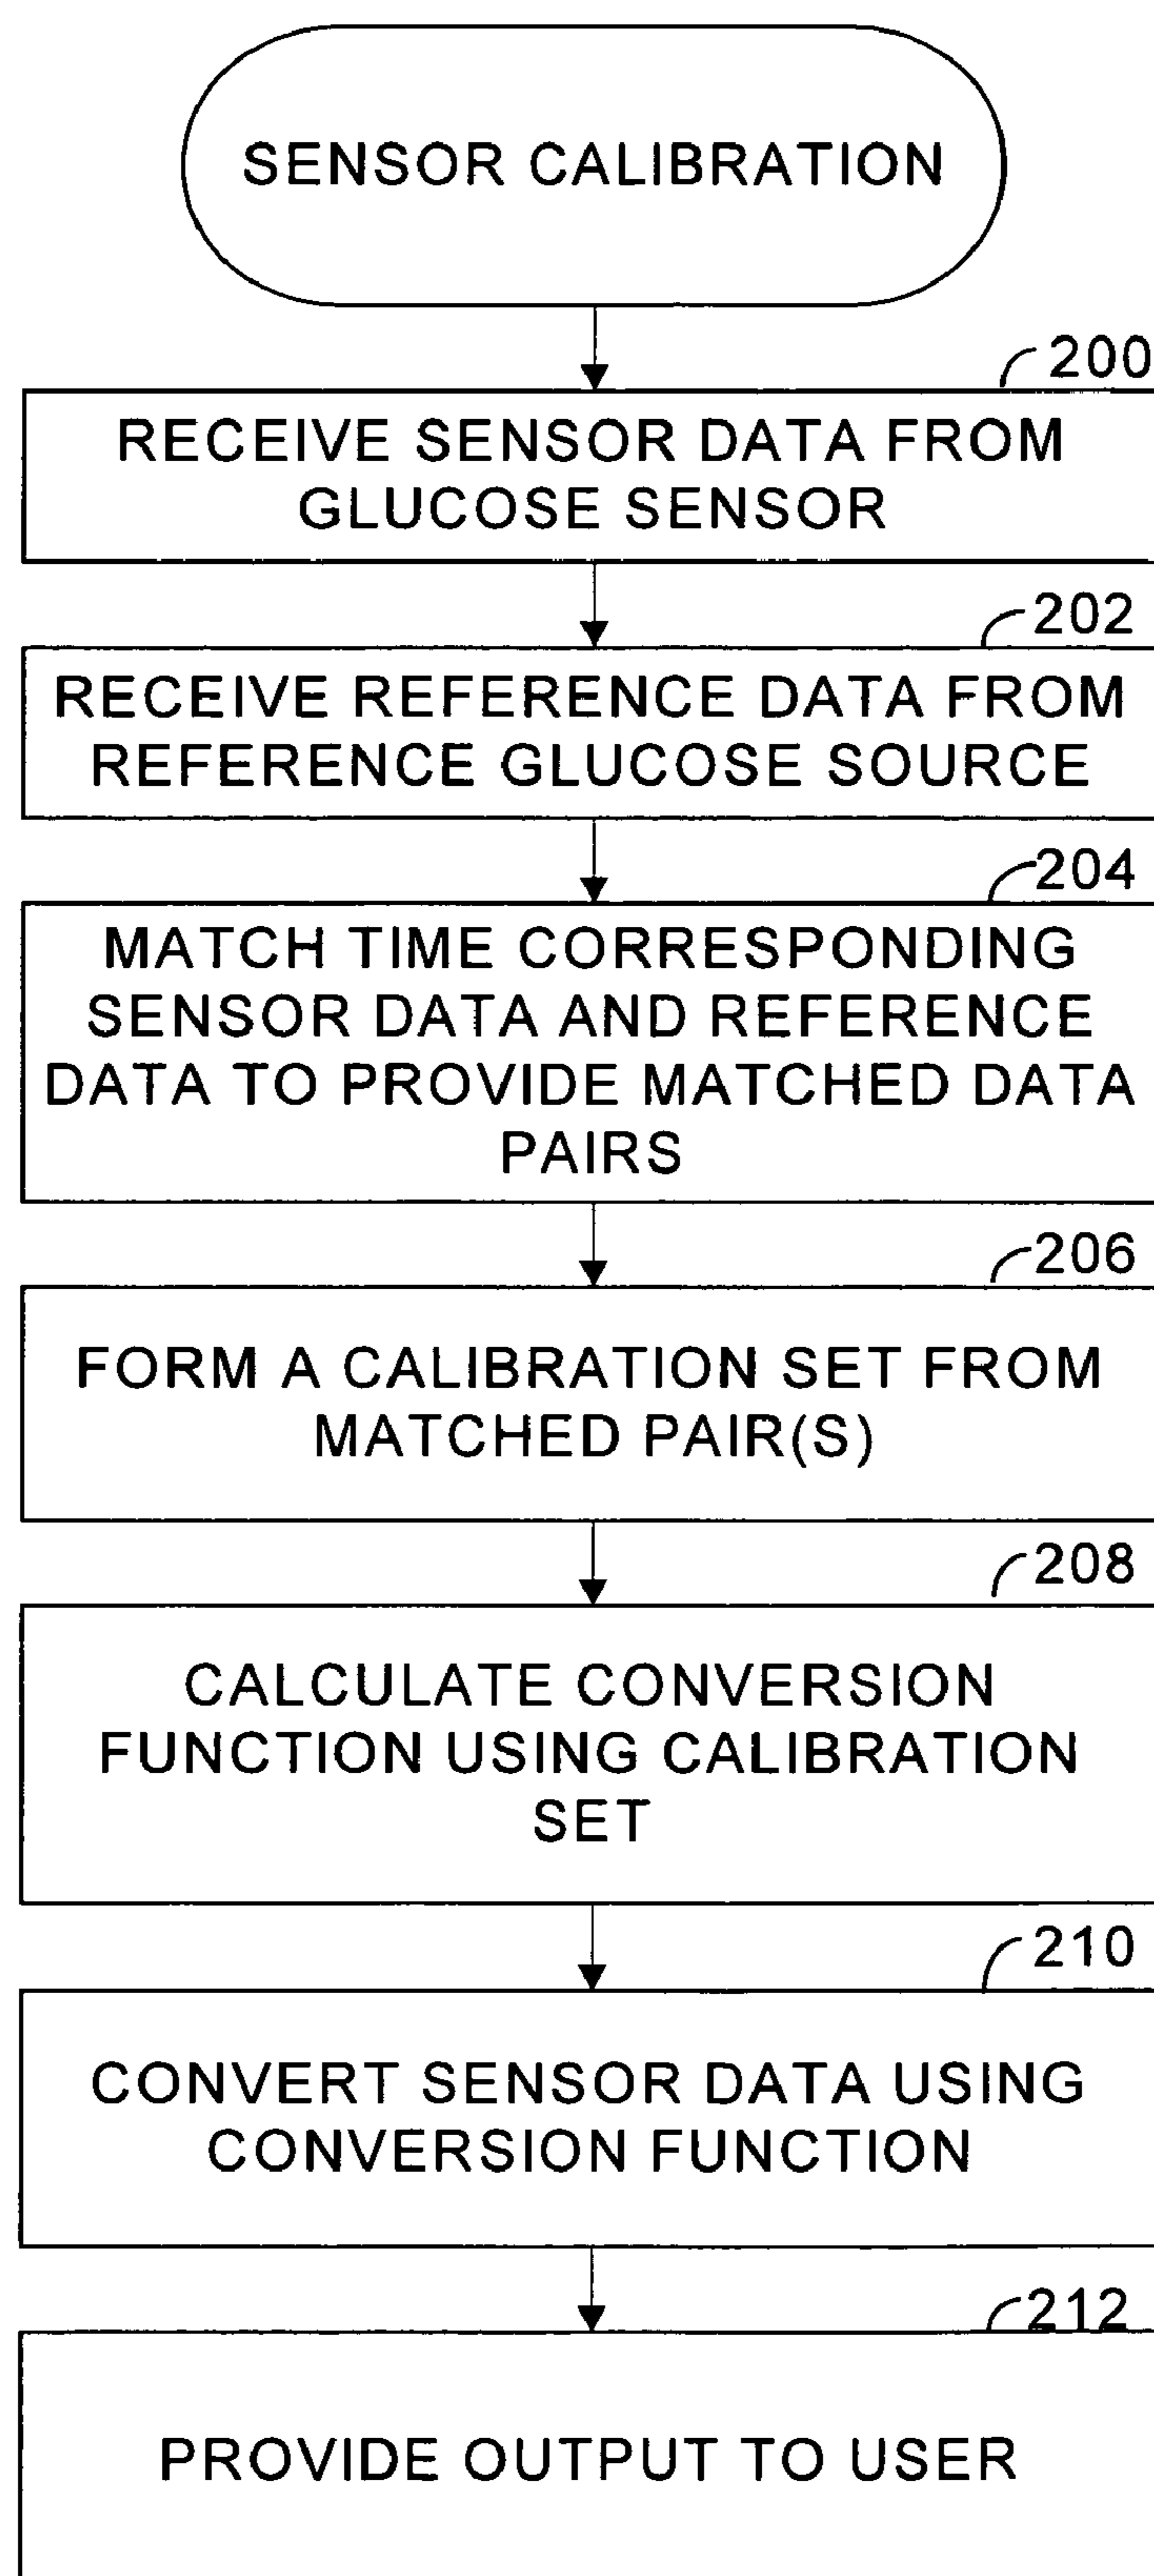 SENSOR CALIBRATION
200
RECEIVE SENSOR DATA FROM
GLUCOSE SENSOR
202
RECEIVE REFERENCE DATA FROM
REFERENCE GLUCOSE SOURCE
204
MATCH TIME CORRESPONDING
SENSOR DATA AND REFERENCE
DATA TO PROVIDE MATCHED DATA
PAIRS
206
FORM A CALIBRATION SET FROM
MATCHED PAIR(S)
208
CALCULATE CONVERSION
FUNCTION USING CALIBRATION
SET
210
CONVERT SENSOR DATA USING
CONVERSION FUNCTION
212
PROVIDE OUTPUT TO USER